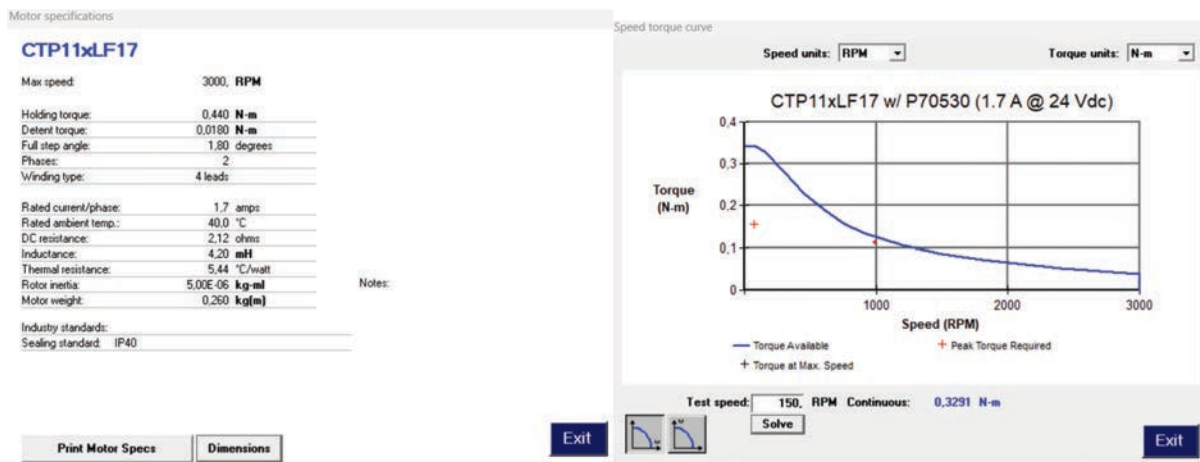 Motor specifications
CTP11xLF17
Max speed: 3000, RPM
Holding torque: 0,440 N-m
Detent torque: 0,0180 N-m
Full step angle: 1,80 degrees
Phases: 2
Winding type: 4 leads
Rated current/phase: 1,7 amps
Rated ambient temp.: 40,0 °C
DC resistance: 2,12 ohms
Inductance: 4,20 mH
Thermal resistance: 5,44 °C/watt
Rotor inertia: 5,00E-06 kg-ml
Motor weight: 0,260 kg(m)
Notes:
Industry standards:
Sealing standard: IP40
Print Motor Specs
Dimensions
Exit
Speed torque curve
Speed units: RPM
Torque units: N-m
CTP11xLF17 w/ P70530 (1.7 A @ 24 Vdc)
Torque
(N-m)
0,4
0,3
0,2
0,1
0
1000 2000 3000
Speed (RPM)
Torque Available
Peak Torque Required
Torque at Max. Speed
Test speed: 150, RPM Continuous: 0,3291 N-m
Solve
Exit